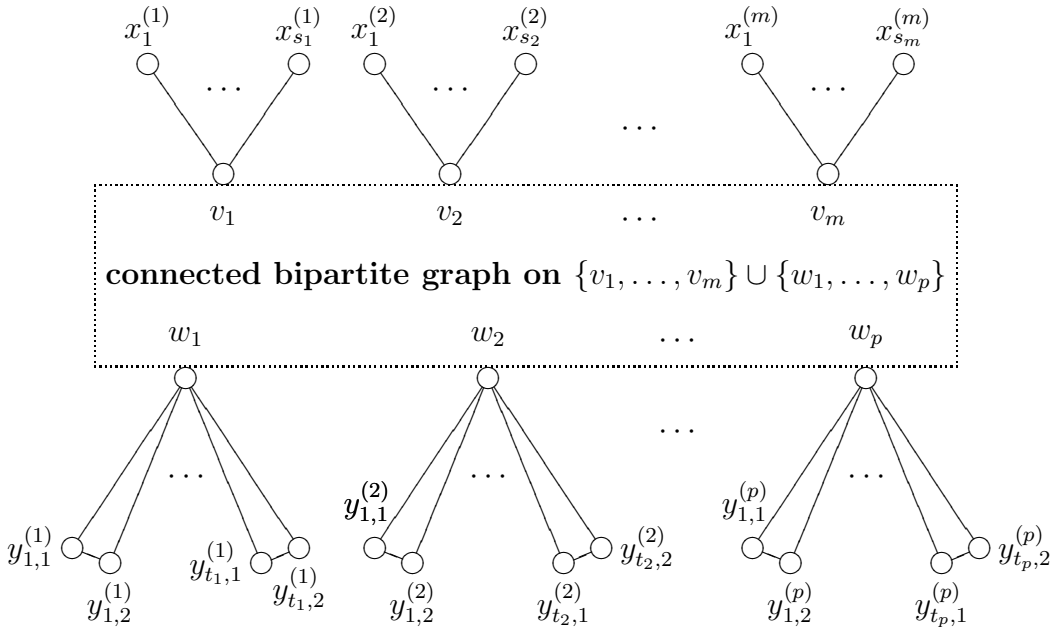 x_1^{(1)} x_{s_1}^{(1)} x_1^{(2)} x_{s_2}^{(2)} x_1^{(m)} x_{s_m}^{(m)}
… … …
…
v_1 v_2 … v_m
connected bipartite graph on {v_1, …, v_m} ∪ {w_1, …, w_p}
w_1 w_2 … w_p
…
… … …
y_{1,1}^{(2)} y_{1,1}^{(p)}
y_{1,1}^{(1)} y_{t_1,1}^{(1)} y_{t_2,2}^{(2)} y_{t_p,2}^{(p)}
y_{1,2}^{(1)} y_{t_1,2}^{(1)} y_{1,2}^{(2)} y_{t_2,1}^{(2)} y_{1,2}^{(p)} y_{t_p,1}^{(p)}